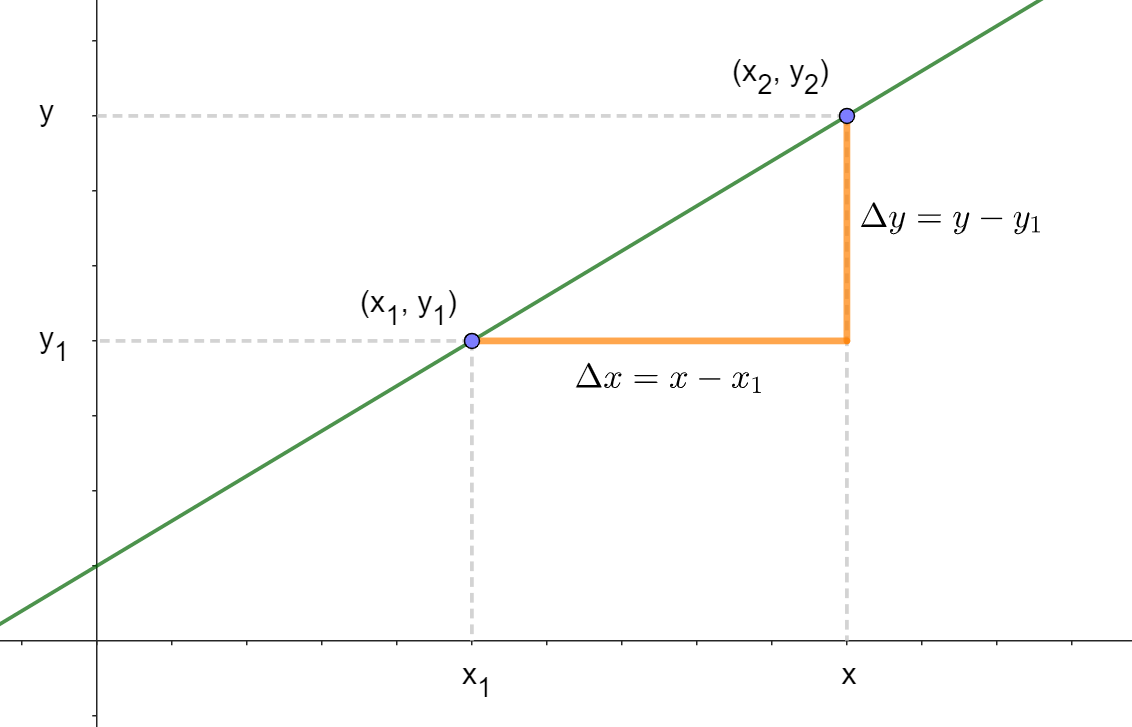 (x₂, y₂)
y
Δy = y − y₁
(x₁, y₁)
y₁
Δx = x − x₁
x₁
x